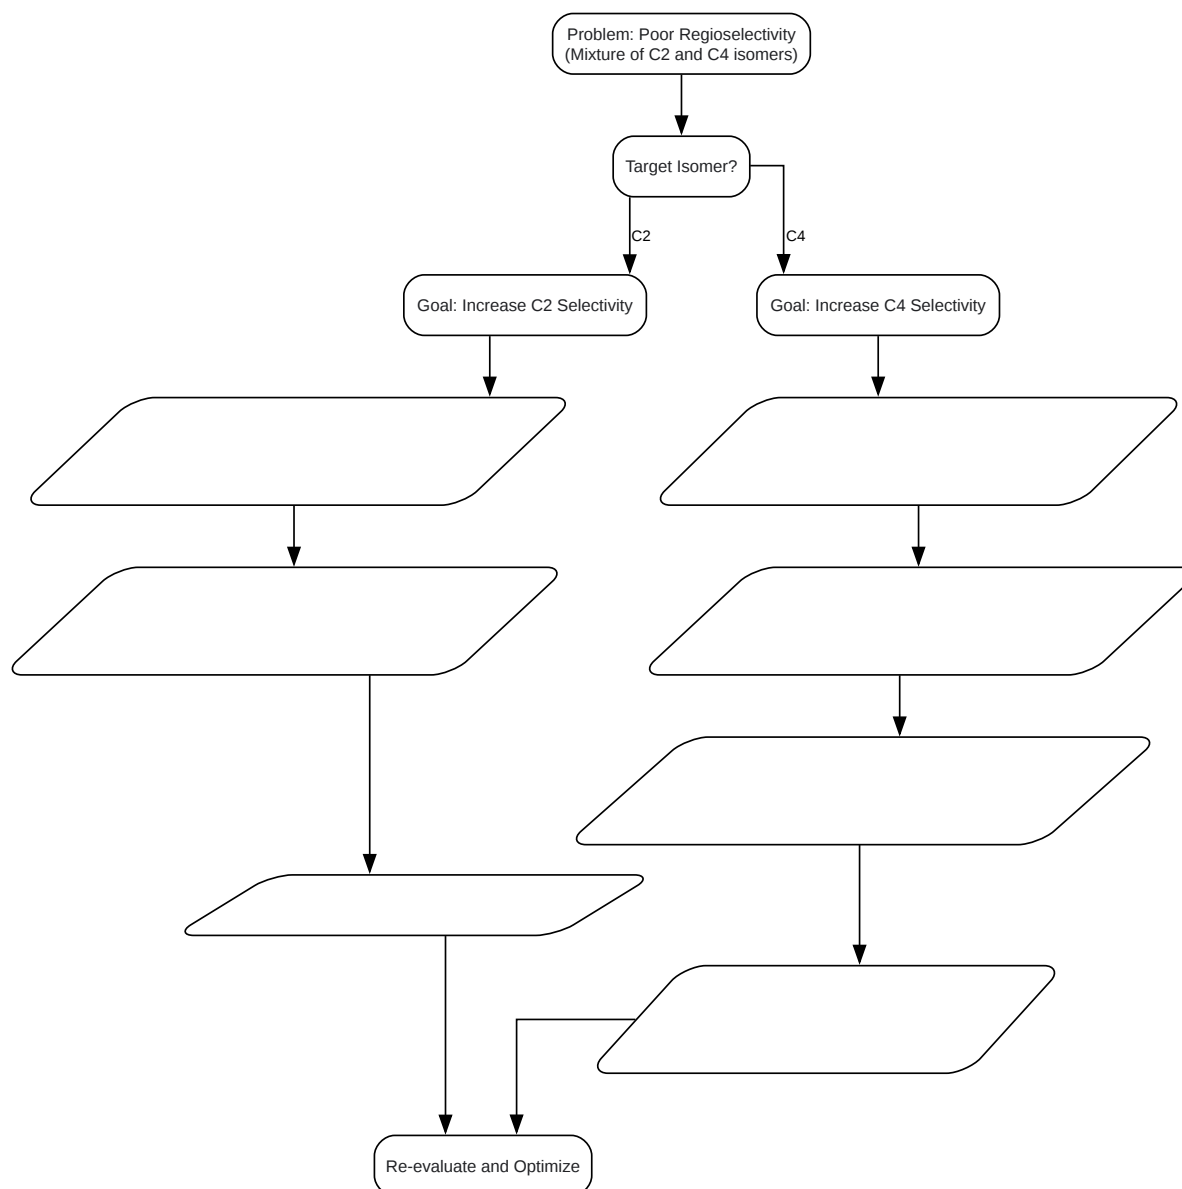 Problem: Poor Regioselectivity
(Mixture of C2 and C4 isomers)
Target Isomer?
C2
C4
Goal: Increase C2 Selectivity
Goal: Increase C4 Selectivity
Re-evaluate and Optimize